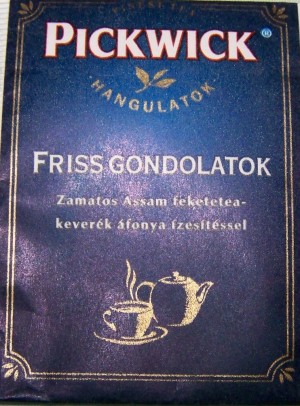 PICKWICK®
HANGULATOK
FRISS GONDOLATOK
Zamatos Assam feketetea-
keverék áfonya ízesítéssel